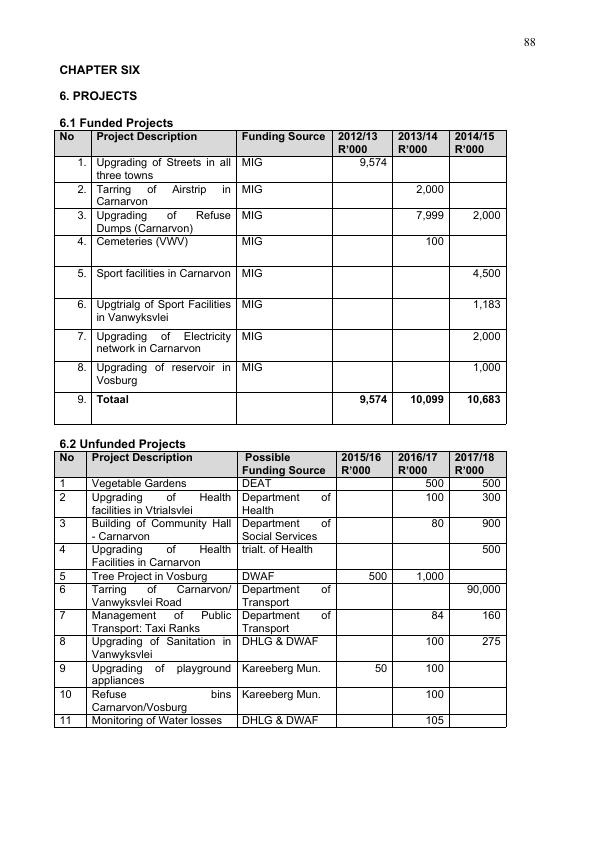 88
CHAPTER SIX
6. PROJECTS
6.1 Funded Projects
No Project Description Funding Source 2012/13 2013/14 2014/15
R'000 R'000 R'000
1. Upgrading of Streets in all MIG 9,574
three towns
2. Tarring of Airstrip in MIG 2,000
Carnarvon
3. Upgrading of Refuse MIG 7,999 2,000
Dumps (Carnarvon)
4. Cemeteries (VWV) MIG 100
5. Sport facilities in Carnarvon MIG 4,500
6. Upgtrialg of Sport Facilities MIG 1,183
in Vanwyksvlei
7. Upgrading of Electricity MIG 2,000
network in Carnarvon
8. Upgrading of reservoir in MIG 1,000
Vosburg
9. Totaal 9,574 10,099 10,683
6.2 Unfunded Projects
No Project Description Possible 2015/16 2016/17 2017/18
Funding Source R'000 R'000 R'000
1 Vegetable Gardens DEAT 500 500
2 Upgrading of Health Department of 100 300
facilities in Vtrialsvlei Health
3 Building of Community Hall Department of 80 900
- Carnarvon Social Services
4 Upgrading of Health trialt. of Health 500
Facilities in Carnarvon
5 Tree Project in Vosburg DWAF 500 1,000
6 Tarring of Carnarvon/ Department of 90,000
Vanwyksvlei Road Transport
7 Management of Public Department of 84 160
Transport: Taxi Ranks Transport
8 Upgrading of Sanitation in DHLG & DWAF 100 275
Vanwyksvlei
9 Upgrading of playground Kareeberg Mun. 50 100
appliances
10 Refuse bins Kareeberg Mun. 100
Carnarvon/Vosburg
11 Monitoring of Water losses DHLG & DWAF 105